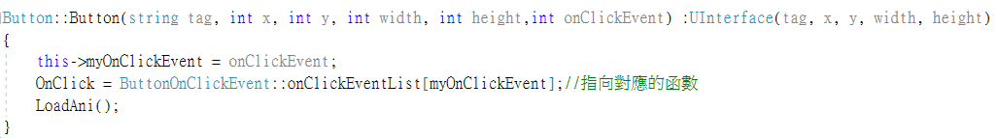 Button::Button(string tag, int x, int y, int width, int height,int onClickEvent) :UInterface(tag, x, y, width, height)
{
this->myOnClickEvent = onClickEvent;
OnClick = ButtonOnClickEvent::onClickEventList[myOnClickEvent];//指向對應的函數
LoadAni();
}